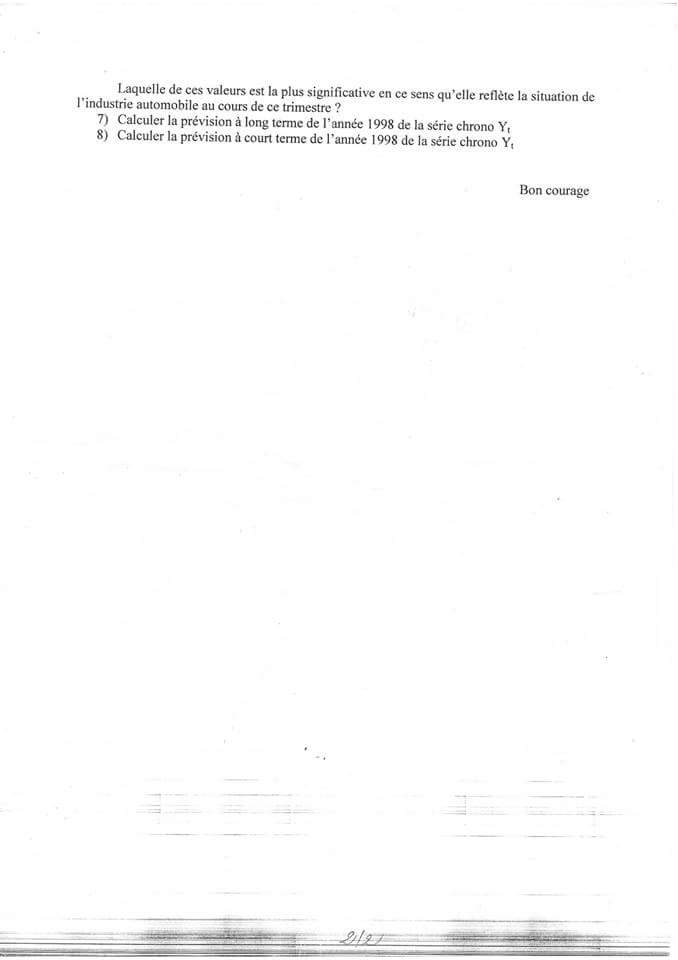 Laquelle de ces valeurs est la plus significative en ce sens qu'elle reflète la situation de
l'industrie automobile au cours de ce trimestre ?
7) Calculer la prévision à long terme de l'année 1998 de la série chrono Yt
8) Calculer la prévision à court terme de l'année 1998 de la série chrono Yt
Bon courage
2/2